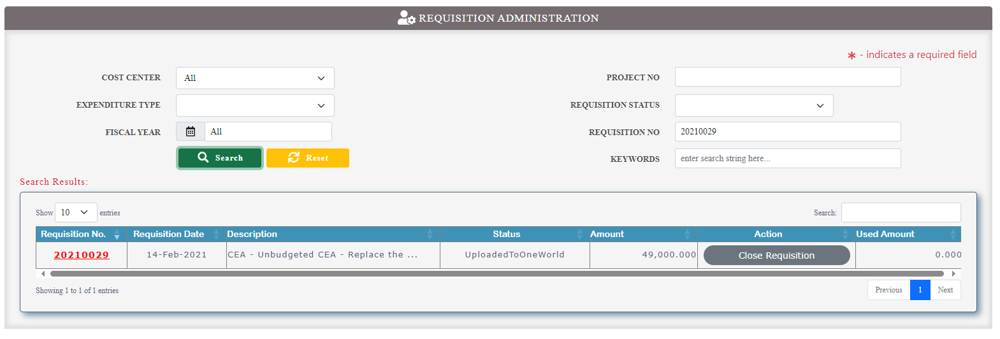 REQUISITION ADMINISTRATION
* - indicates a required field
COST CENTER All PROJECT NO
EXPENDITURE TYPE REQUISITION STATUS
FISCAL YEAR All REQUISITION NO 20210029
Search Reset KEYWORDS enter search string here...
Search Results:
Show 10 entries Search:
Requisition No. Requisition Date Description Status Amount Action Used Amount
20210029 14-Feb-2021 CEA - Unbudgeted CEA - Replace the ... UploadedToOneWorld 49,000.000 Close Requisition 0.000
Showing 1 to 1 of 1 entries Previous 1 Next